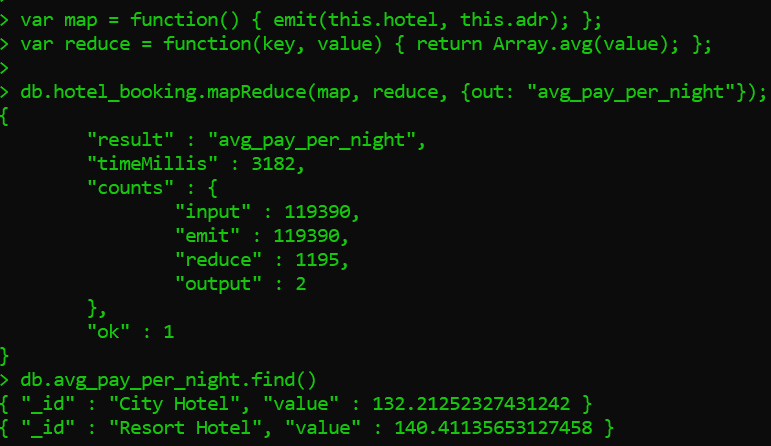 > var map = function() { emit(this.hotel, this.adr); };
> var reduce = function(key, value) { return Array.avg(value); };
>
> db.hotel_booking.mapReduce(map, reduce, {out: "avg_pay_per_night"});
{
        "result" : "avg_pay_per_night",
        "timeMillis" : 3182,
        "counts" : {
                "input" : 119390,
                "emit" : 119390,
                "reduce" : 1195,
                "output" : 2
        },
        "ok" : 1
}
> db.avg_pay_per_night.find()
{ "_id" : "City Hotel", "value" : 132.21252327431242 }
{ "_id" : "Resort Hotel", "value" : 140.41135653127458 }